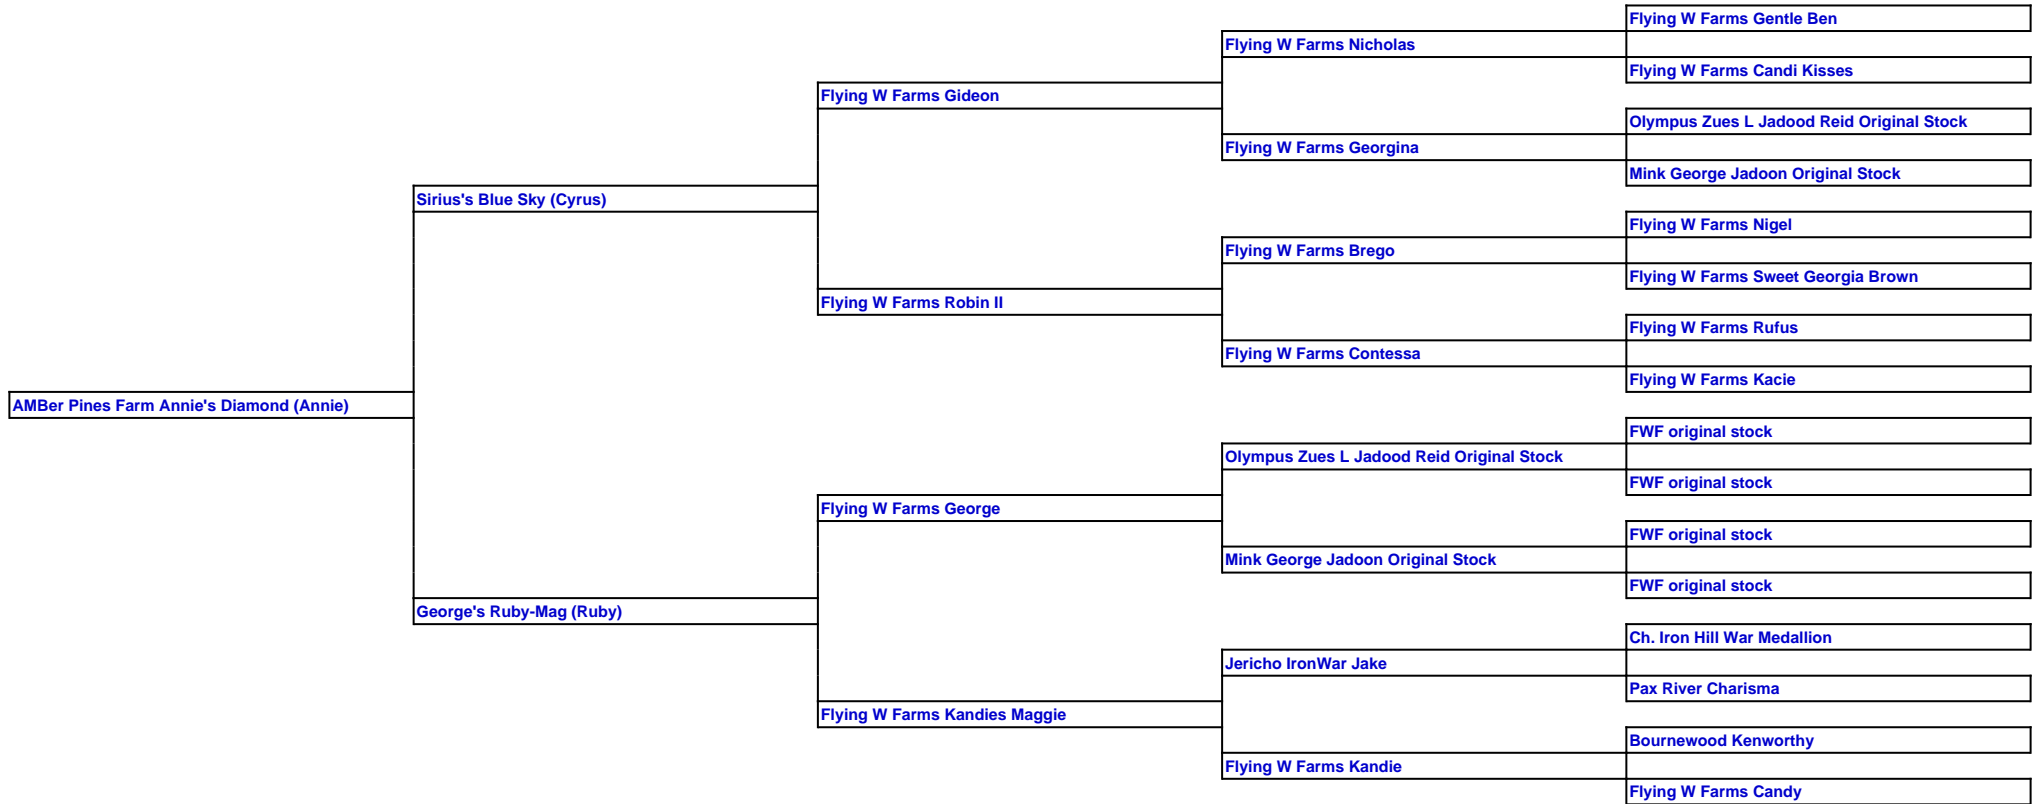 Flying W Farms Gentle Ben
Flying W Farms Nicholas
Flying W Farms Candi Kisses
Flying W Farms Gideon
Olympus Zues L Jadood Reid Original Stock
Flying W Farms Georgina
Mink George Jadoon Original Stock
Sirius's Blue Sky (Cyrus)
Flying W Farms Nigel
Flying W Farms Brego
Flying W Farms Sweet Georgia Brown
Flying W Farms Robin II
Flying W Farms Rufus
Flying W Farms Contessa
Flying W Farms Kacie
AMBer Pines Farm Annie's Diamond (Annie)
FWF original stock
Olympus Zues L Jadood Reid Original Stock
FWF original stock
Flying W Farms George
FWF original stock
Mink George Jadoon Original Stock
FWF original stock
George's Ruby-Mag (Ruby)
Ch. Iron Hill War Medallion
Jericho IronWar Jake
Pax River Charisma
Flying W Farms Kandies Maggie
Bournewood Kenworthy
Flying W Farms Kandie
Flying W Farms Candy